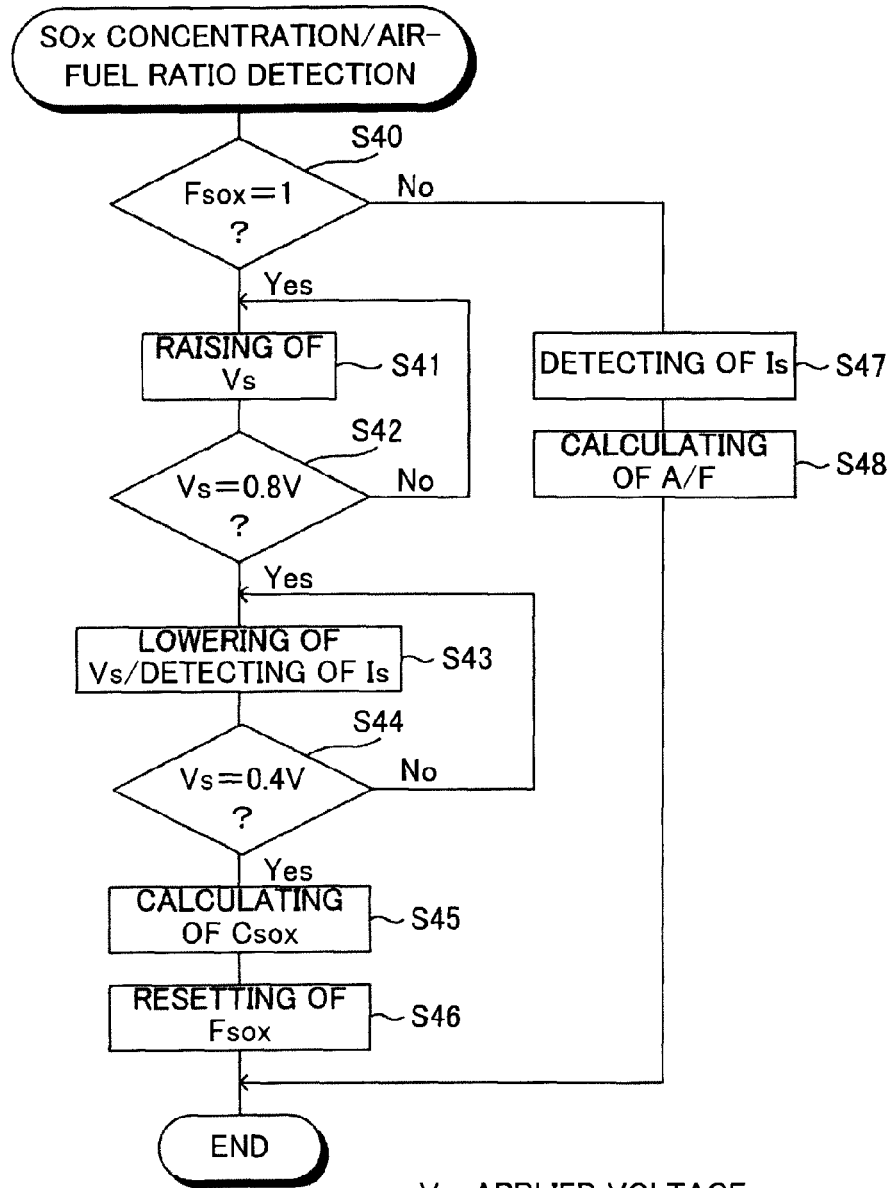 SOx CONCENTRATION/AIR-
FUEL RATIO DETECTION
S40
Fsox=1
?
No
Yes
RAISING OF
Vs
S41
S42
Vs=0.8V
?
No
Yes
LOWERING OF
Vs/DETECTING OF Is
S43
S44
Vs=0.4V
?
No
Yes
CALCULATING
OF Csox
S45
RESETTING OF
Fsox
S46
DETECTING OF Is
S47
CALCULATING
OF A/F
S48
END
APPLIED VOLTAGE